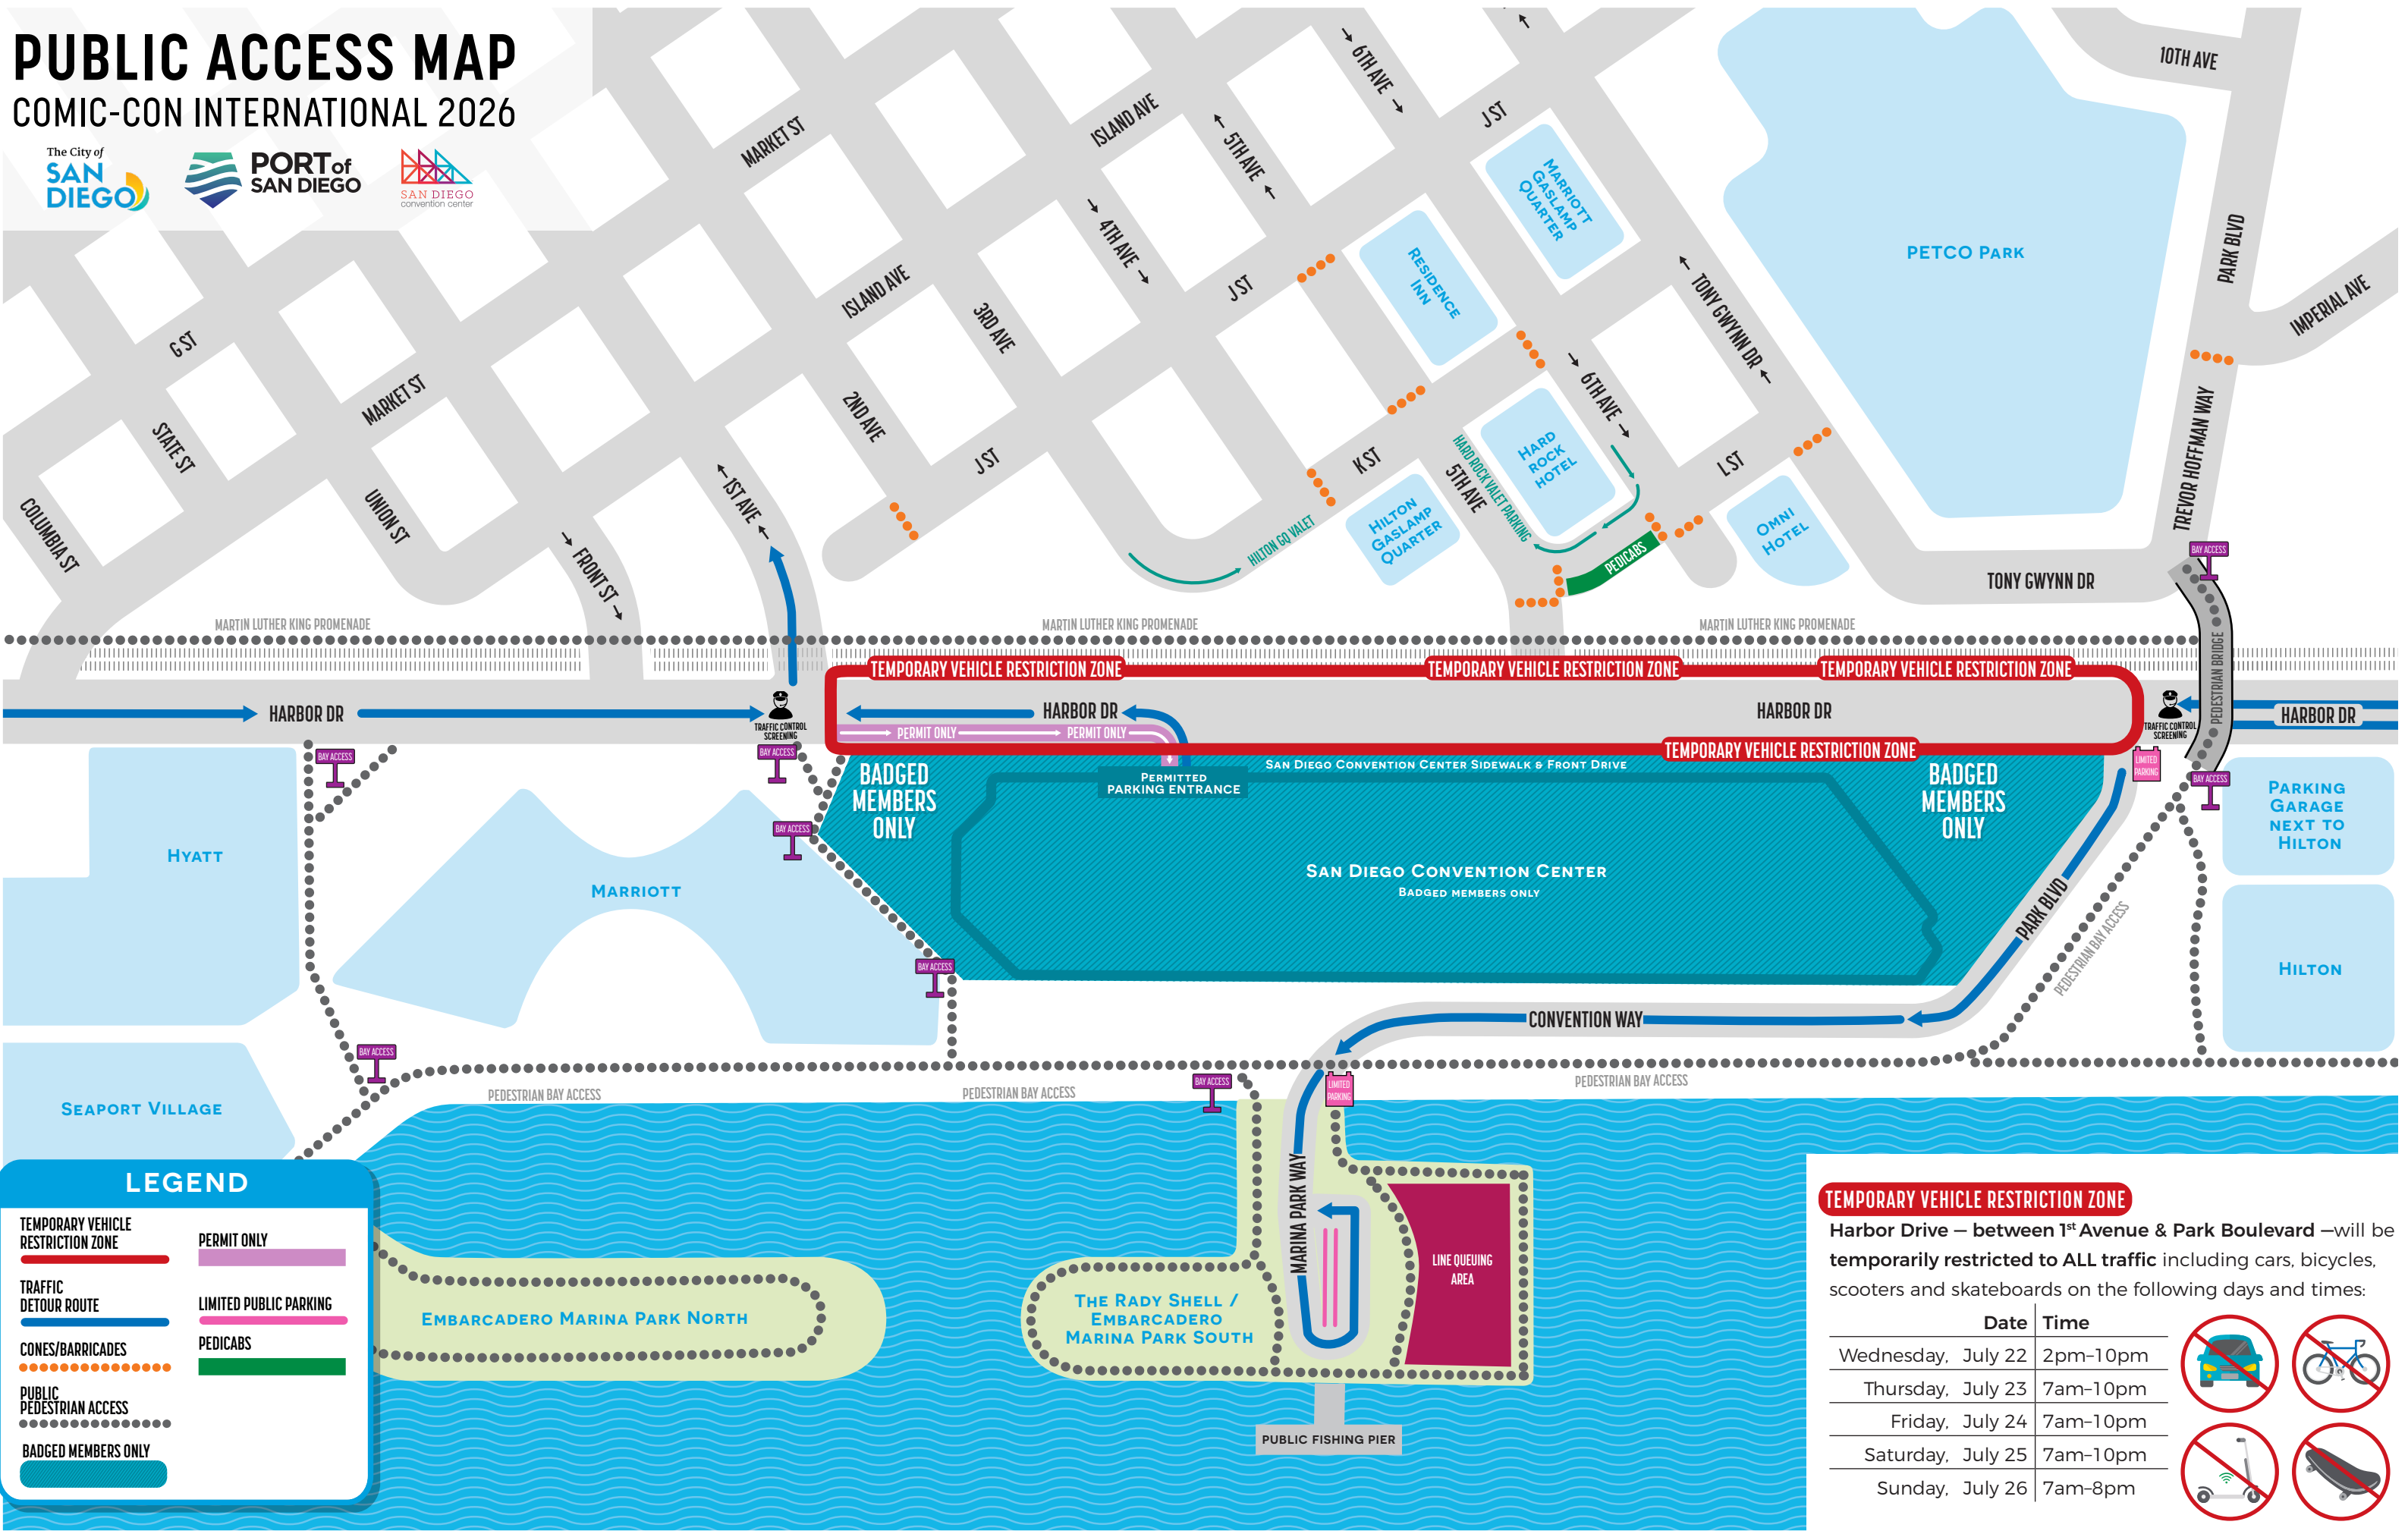 PUBLIC ACCESS MAP
COMIC-CON INTERNATIONAL 2026
The City of
SAN
DIEGO
PORT of
SAN DIEGO
SAN DIEGO
convention center
10TH AVE
6TH AVE
J ST
ISLAND AVE
MARKET ST
5TH AVE
MARRIOTT
GASLAMP
QUARTER
4TH AVE
PETCO PARK
PARK BLVD
IMPERIAL AVE
RESIDENCE
INN
J ST
ISLAND AVE
3RD AVE
TONY GWYNN DR
G ST
MARKET ST
6TH AVE
2ND AVE
STATE ST
TREVOR HOFFMAN WAY
HARD
ROCK
HOTEL
HARD ROCK VALET PARKING
5TH AVE
K ST
J ST
L ST
UNION ST
COLUMBIA ST
1ST AVE
HILTON
GASLAMP
QUARTER
OMNI
HOTEL
HILTON GQ VALET
PEDICABS
FRONT ST
BAY ACCESS
TONY GWYNN DR
MARTIN LUTHER KING PROMENADE
MARTIN LUTHER KING PROMENADE
MARTIN LUTHER KING PROMENADE
PEDESTRIAN BRIDGE
TEMPORARY VEHICLE RESTRICTION ZONE
TEMPORARY VEHICLE RESTRICTION ZONE
TEMPORARY VEHICLE RESTRICTION ZONE
HARBOR DR
HARBOR DR
HARBOR DR
HARBOR DR
TRAFFIC CONTROL
SCREENING
TRAFFIC CONTROL
SCREENING
PERMIT ONLY
PERMIT ONLY
TEMPORARY VEHICLE RESTRICTION ZONE
BAY ACCESS
BAY ACCESS
LIMITED
PARKING
BAY ACCESS
SAN DIEGO CONVENTION CENTER SIDEWALK & FRONT DRIVE
PERMITTED
PARKING ENTRANCE
BADGED
MEMBERS
ONLY
BADGED
MEMBERS
ONLY
PARKING
GARAGE
NEXT TO
HILTON
BAY ACCESS
HYATT
MARRIOTT
SAN DIEGO CONVENTION CENTER
BADGED MEMBERS ONLY
PARK BLVD
PEDESTRIAN BAY ACCESS
HILTON
BAY ACCESS
CONVENTION WAY
BAY ACCESS
BAY ACCESS
LIMITED
PARKING
PEDESTRIAN BAY ACCESS
PEDESTRIAN BAY ACCESS
PEDESTRIAN BAY ACCESS
SEAPORT VILLAGE
MARINA PARK WAY
LINE QUEUING
AREA
EMBARCADERO MARINA PARK NORTH
THE RADY SHELL /
EMBARCADERO
MARINA PARK SOUTH
PUBLIC FISHING PIER
LEGEND
TEMPORARY VEHICLE
RESTRICTION ZONE
TRAFFIC
DETOUR ROUTE
CONES/BARRICADES
PUBLIC
PEDESTRIAN ACCESS
BADGED MEMBERS ONLY
PERMIT ONLY
LIMITED PUBLIC PARKING
PEDICABS
TEMPORARY VEHICLE RESTRICTION ZONE
Harbor Drive — between 1st Avenue & Park Boulevard —will be
temporarily restricted to ALL traffic including cars, bicycles,
scooters and skateboards on the following days and times:
Date Time
Wednesday, July 22 2pm–10pm
Thursday, July 23 7am–10pm
Friday, July 24 7am–10pm
Saturday, July 25 7am–10pm
Sunday, July 26 7am–8pm